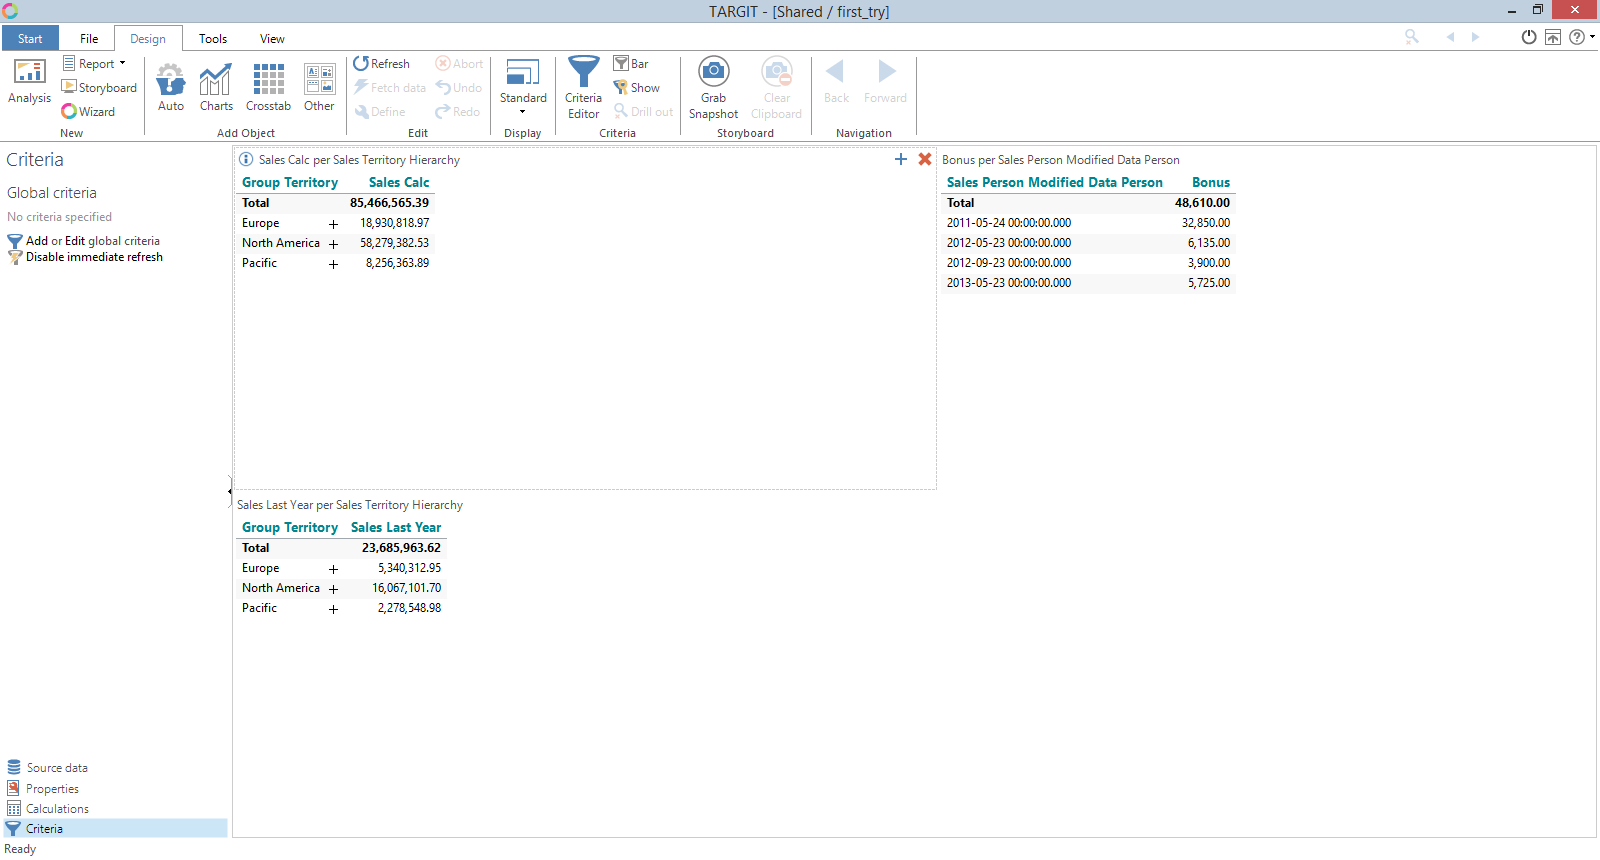 TARGIT - [Shared / first_try]
Start File Design Tools View
Analysis Report Storyboard Wizard New
Auto Charts Crosstab Other Add Object
Refresh Fetch data Define Abort Undo Redo Edit
Standard Display
Criteria Editor Bar Show Drill out Criteria
Grab Snapshot Clear Clipboard Storyboard
Back Forward Navigation
Criteria
Global criteria
No criteria specified
Add or Edit global criteria
Disable immediate refresh
Source data
Properties
Calculations
Criteria
Ready
Sales Calc per Sales Territory Hierarchy
Group Territory Sales Calc
Total 85,466,565.39
Europe + 18,930,818.97
North America + 58,279,382.53
Pacific + 8,256,363.89
Bonus per Sales Person Modified Data Person
Sales Person Modified Data Person Bonus
Total 48,610.00
2011-05-24 00:00:00.000 32,850.00
2012-05-23 00:00:00.000 6,135.00
2012-09-23 00:00:00.000 3,900.00
2013-05-23 00:00:00.000 5,725.00
Sales Last Year per Sales Territory Hierarchy
Group Territory Sales Last Year
Total 23,685,963.62
Europe + 5,340,312.95
North America + 16,067,101.70
Pacific + 2,278,548.98